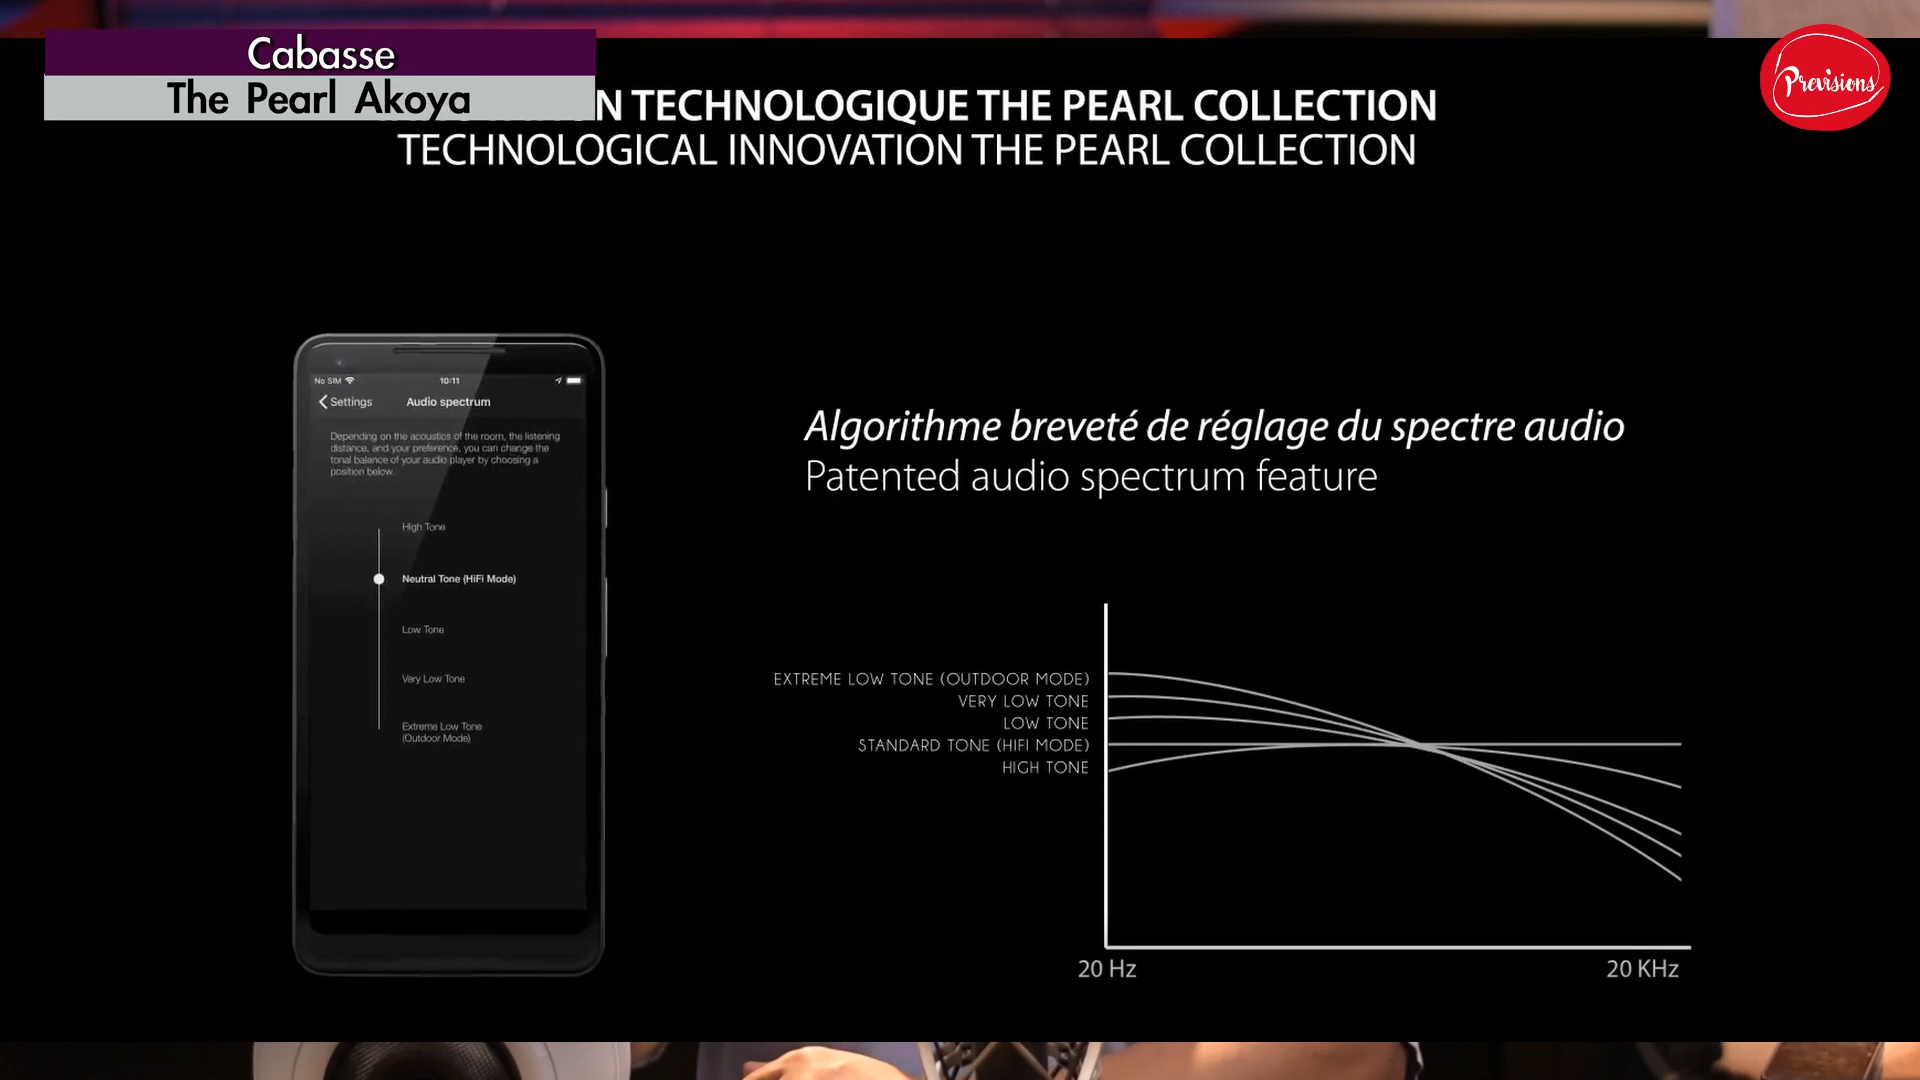 Cabasse
The Pearl Akoya
N TECHNOLOGIQUE THE PEARL COLLECTION
TECHNOLOGICAL INNOVATION THE PEARL COLLECTION
Previsions
No SIM
10:11
Settings
Audio spectrum
Depending on the acoustics of the room, the listening
distance, and your preference, you can change the
tonal balance of your audio player by choosing a
position below.
High Tone
Neutral Tone (HiFi Mode)
Low Tone
Very Low Tone
Extreme Low Tone
(Outdoor Mode)
Algorithme breveté de réglage du spectre audio
Patented audio spectrum feature
EXTREME LOW TONE (OUTDOOR MODE)
VERY LOW TONE
LOW TONE
STANDARD TONE (HIFI MODE)
HIGH TONE
20 Hz
20 KHz